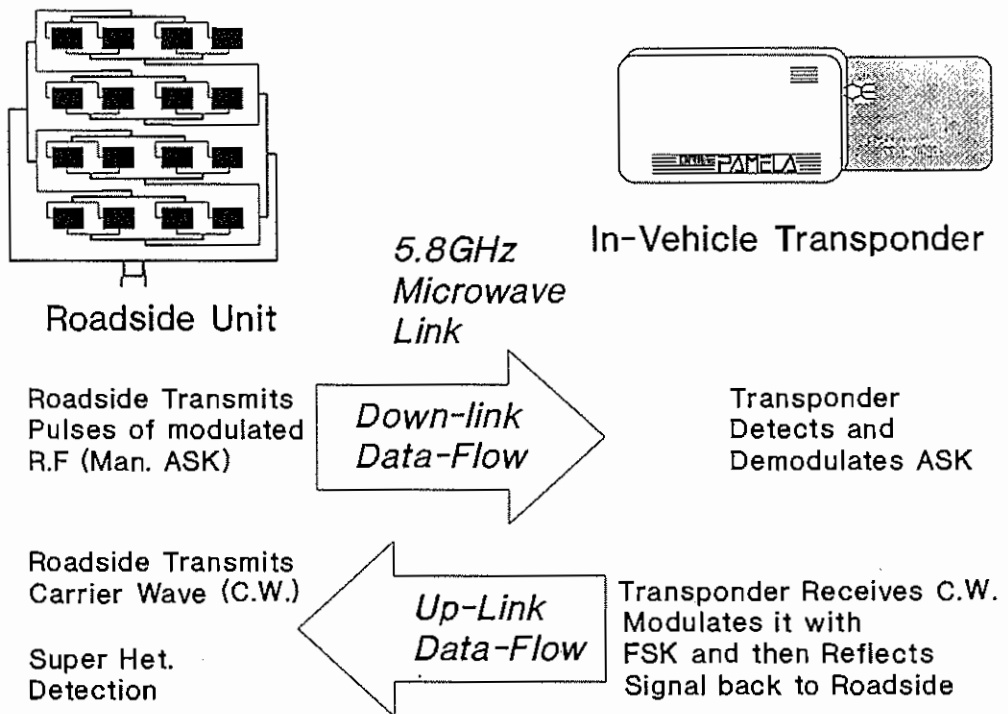 DRIVE PAMELA
In-Vehicle Transponder
Roadside Unit
5.8GHz
Microwave
Link
Roadside Transmits
Pulses of modulated
R.F (Man. ASK)
Down-link
Data-Flow
Transponder
Detects and
Demodulates ASK
Roadside Transmits
Carrier Wave (C.W.)
Super Het.
Detection
Up-Link
Data-Flow
Transponder Receives C.W.
Modulates it with
FSK and then Reflects
Signal back to Roadside